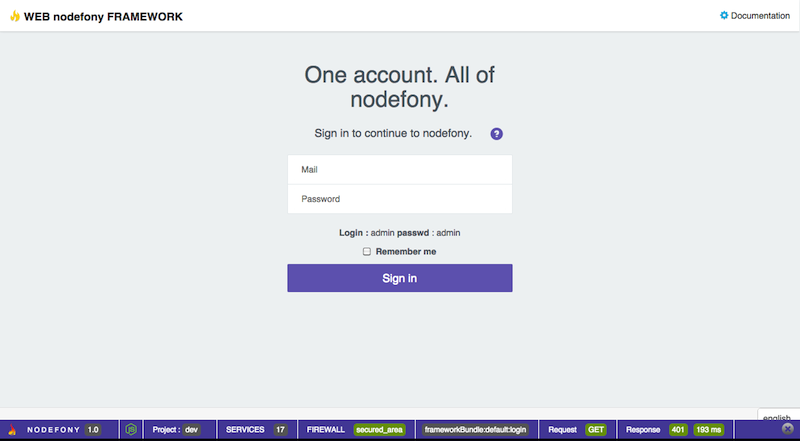 WEB nodefony FRAMEWORK
Documentation
One account. All of
nodefony.
Sign in to continue to nodefony. ?
Mail
Password
Login : admin passwd : admin
Remember me
Sign in
english
NODEFONY 1.0 JS Project : dev SERVICES 17 FIREWALL secured_area frameworkBundle:default:login Request GET Response 401 193 ms